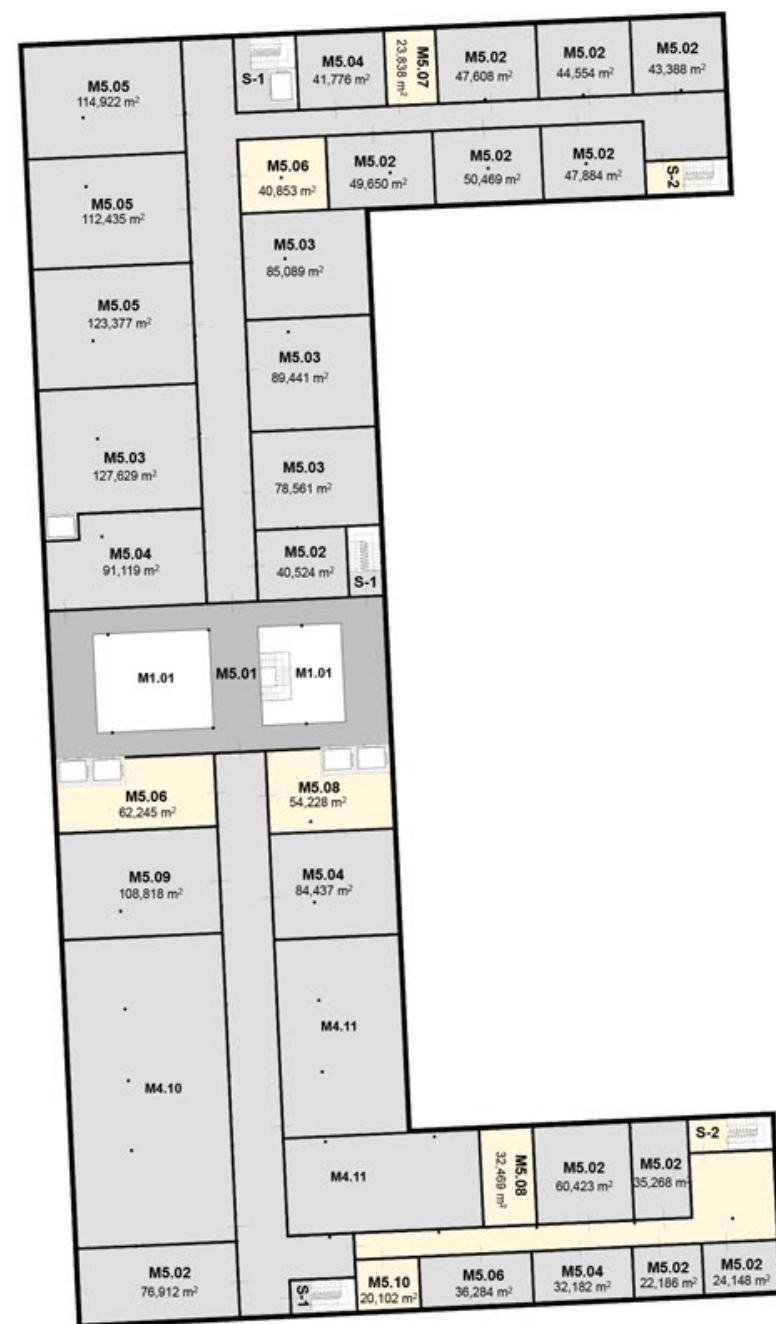 M5.05
114,922 m²
S-1
M5.04
41,776 m²
M5.07
23,838 m²
M5.02
47,608 m²
M5.02
44,554 m²
M5.02
43,388 m²
M5.05
112,435 m²
M5.06
40,853 m²
M5.02
49,650 m²
M5.02
50,469 m²
M5.02
47,884 m²
S-2
M5.03
85,089 m²
M5.05
123,377 m²
M5.03
89,441 m²
M5.03
127,629 m²
M5.03
78,561 m²
M5.04
91,119 m²
M5.02
40,524 m²
S-1
M1.01
M5.01
M1.01
M5.06
62,245 m²
M5.08
54,228 m²
M5.09
108,818 m²
M5.04
84,437 m²
M4.10
M4.11
M4.11
M5.08
32,469 m²
M5.02
60,423 m²
M5.02
35,268 m²
S-2
M5.02
76,912 m²
S-1
M5.10
20,102 m²
M5.06
36,284 m²
M5.04
32,182 m²
M5.02
22,186 m²
M5.02
24,148 m²